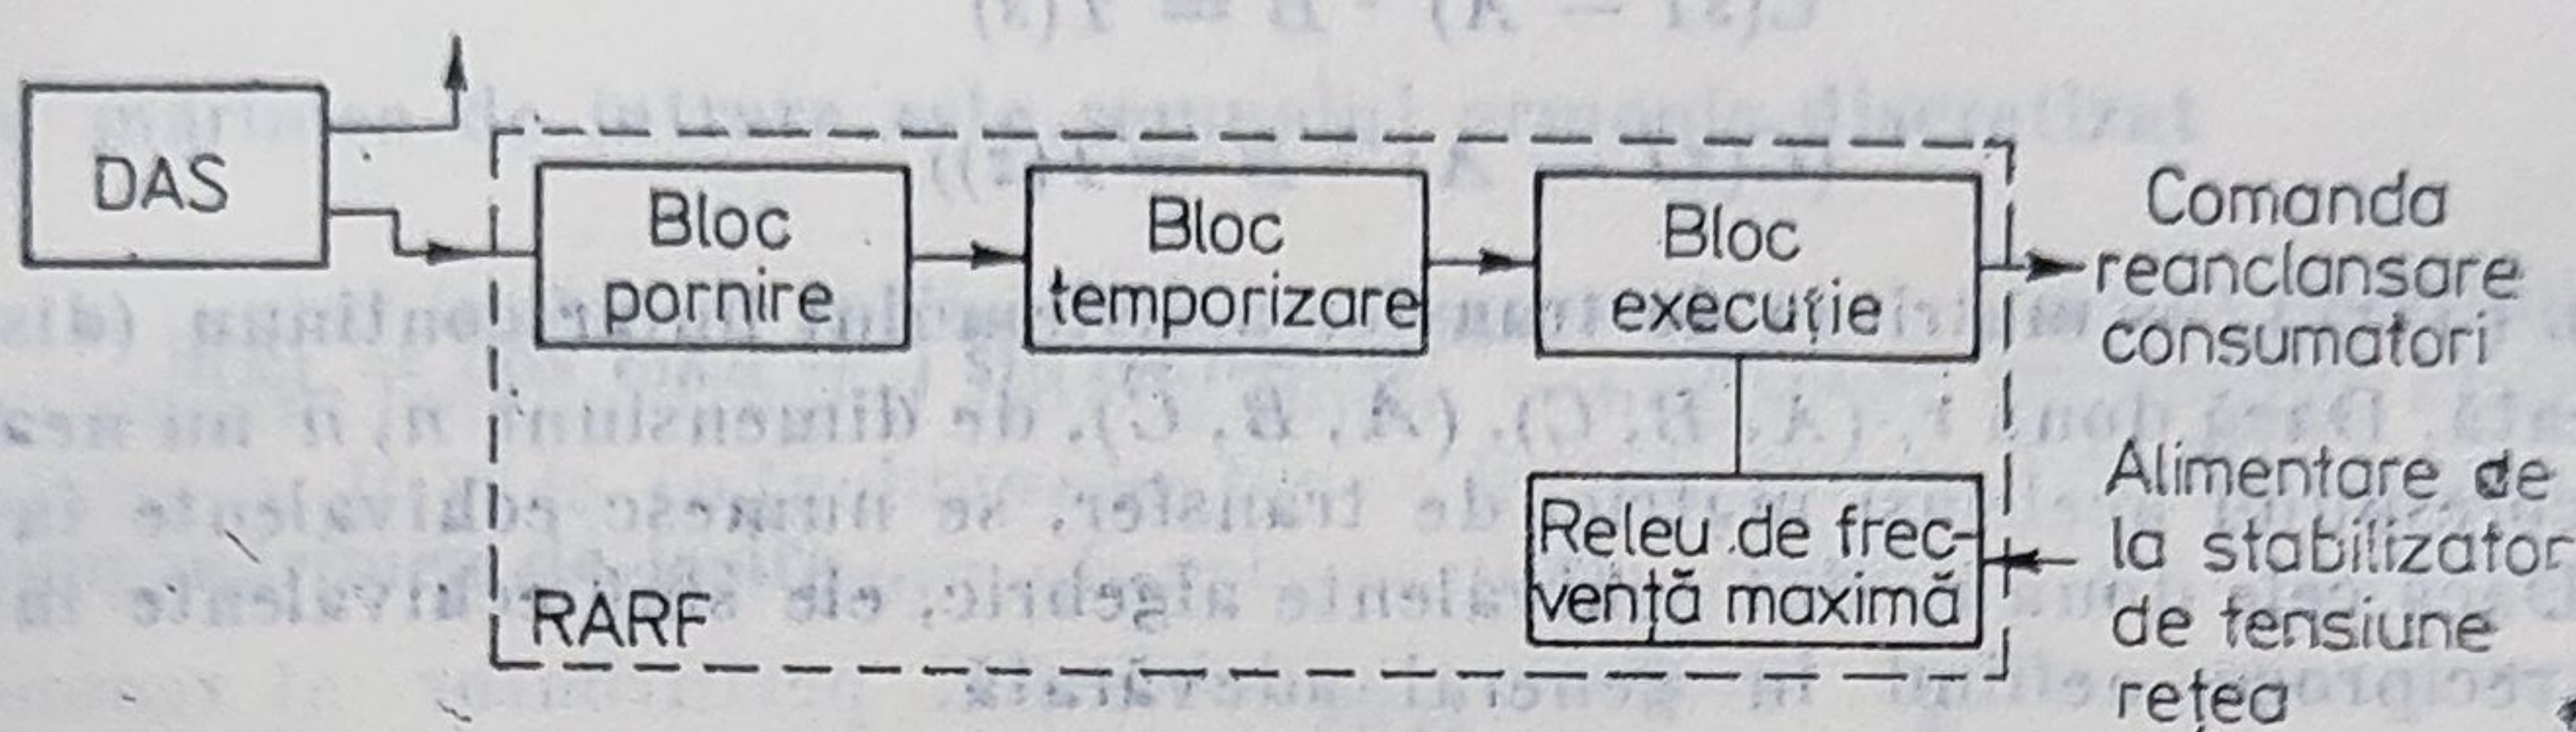 DAS
Bloc
pornire
Bloc
temporizare
Bloc
execuție
Comanda
reanclansare
consumatori
Releu de frec-
vență maximă
Alimentare de
la stabilizator
de tensiune
rețea
RARF